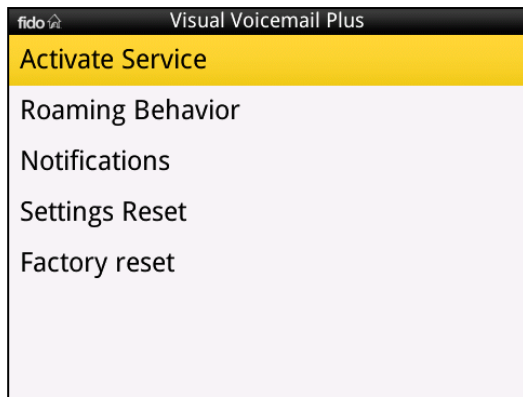 fido Visual Voicemail Plus
Activate Service
Roaming Behavior
Notifications
Settings Reset
Factory reset